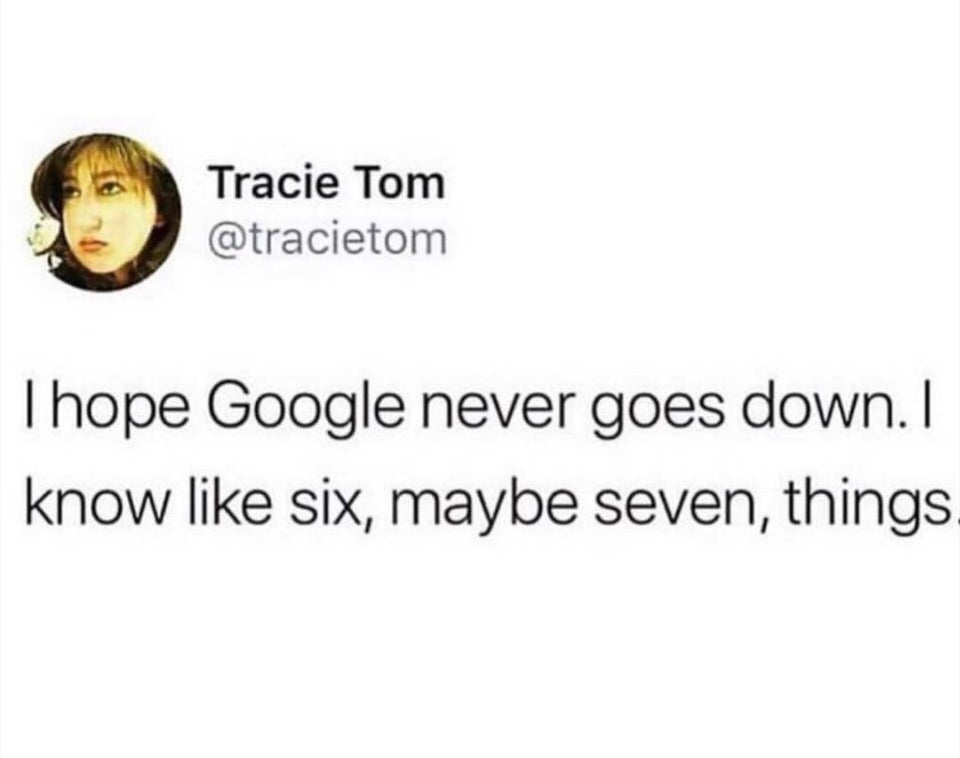 Tracie Tom
@tracietom
I hope Google never goes down. I
know like six, maybe seven, things.